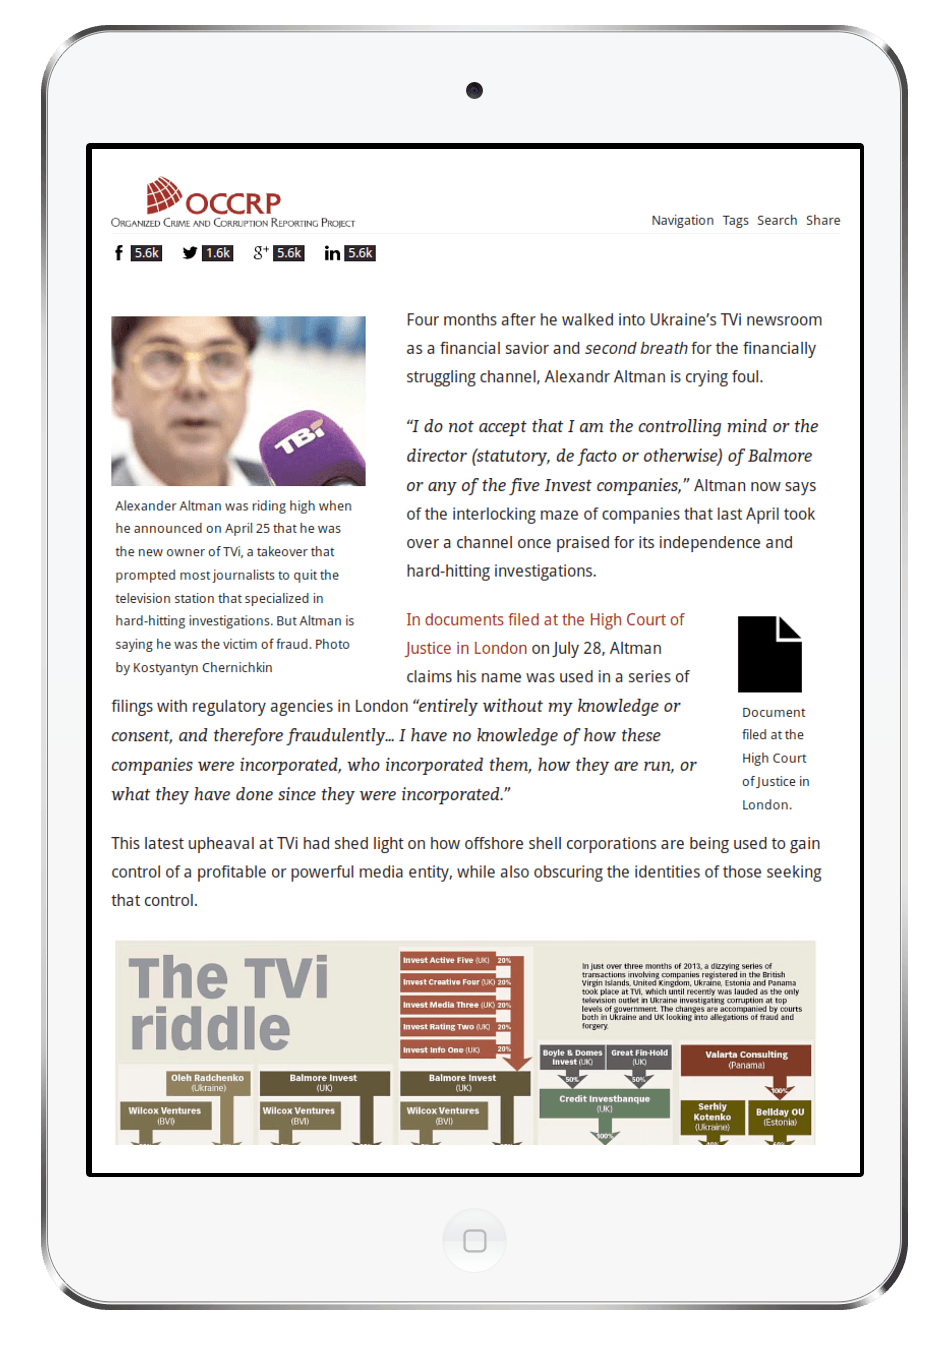 OCCRP
ORGANIZED CRIME AND CORRUPTION REPORTING PROJECT
Navigation Tags Search Share
5.6k 1.6k g+ 5.6k in 5.6k
TBi
Alexander Altman was riding high when
he announced on April 25 that he was
the new owner of TVi, a takeover that
prompted most journalists to quit the
television station that specialized in
hard-hitting investigations. But Altman is
saying he was the victim of fraud. Photo
by Kostyantyn Chernichkin
Four months after he walked into Ukraine’s TVi newsroom
as a financial savior and second breath for the financially
struggling channel, Alexandr Altman is crying foul.
“I do not accept that I am the controlling mind or the
director (statutory, de facto or otherwise) of Balmore
or any of the five Invest companies,” Altman now says
of the interlocking maze of companies that last April took
over a channel once praised for its independence and
hard-hitting investigations.
In documents filed at the High Court of
Justice in London on July 28, Altman
claims his name was used in a series of
filings with regulatory agencies in London “entirely without my knowledge or
consent, and therefore fraudulently... I have no knowledge of how these
companies were incorporated, who incorporated them, how they are run, or
what they have done since they were incorporated.”
Document
filed at the
High Court
of Justice in
London.
This latest upheaval at TVi had shed light on how offshore shell corporations are being used to gain
control of a profitable or powerful media entity, while also obscuring the identities of those seeking
that control.
The TVi
riddle
Invest Active Five (UK) 20%
Invest Creative Four (UK) 20%
Invest Media Three (UK) 20%
Invest Rating Two (UK) 20%
Invest Info One (UK) 20%
In just over three months of 2013, a dizzying series of
transactions involving companies registered in the British
Virgin Islands, United Kingdom, Ukraine, Estonia and Panama
took place at TVi, which until recently was lauded as the only
television outlet in Ukraine investigating corruption at top
levels of government. The changes are accompanied by courts
both in Ukraine and UK looking into allegations of fraud and
forgery.
Oleh Radchenko
(Ukraine)
Wilcox Ventures
(BVI)
Balmore Invest
(UK)
Wilcox Ventures
(BVI)
Balmore Invest
(UK)
Wilcox Ventures
(BVI)
Boyle & Domes
Invest (UK)
Great Fin-Hold
(UK)
50% 50%
Credit Investbanque
(UK)
100%
Valarta Consulting
(Panama)
100%
Serhiy
Kotenko
(Ukraine)
Bellday OU
(Estonia)